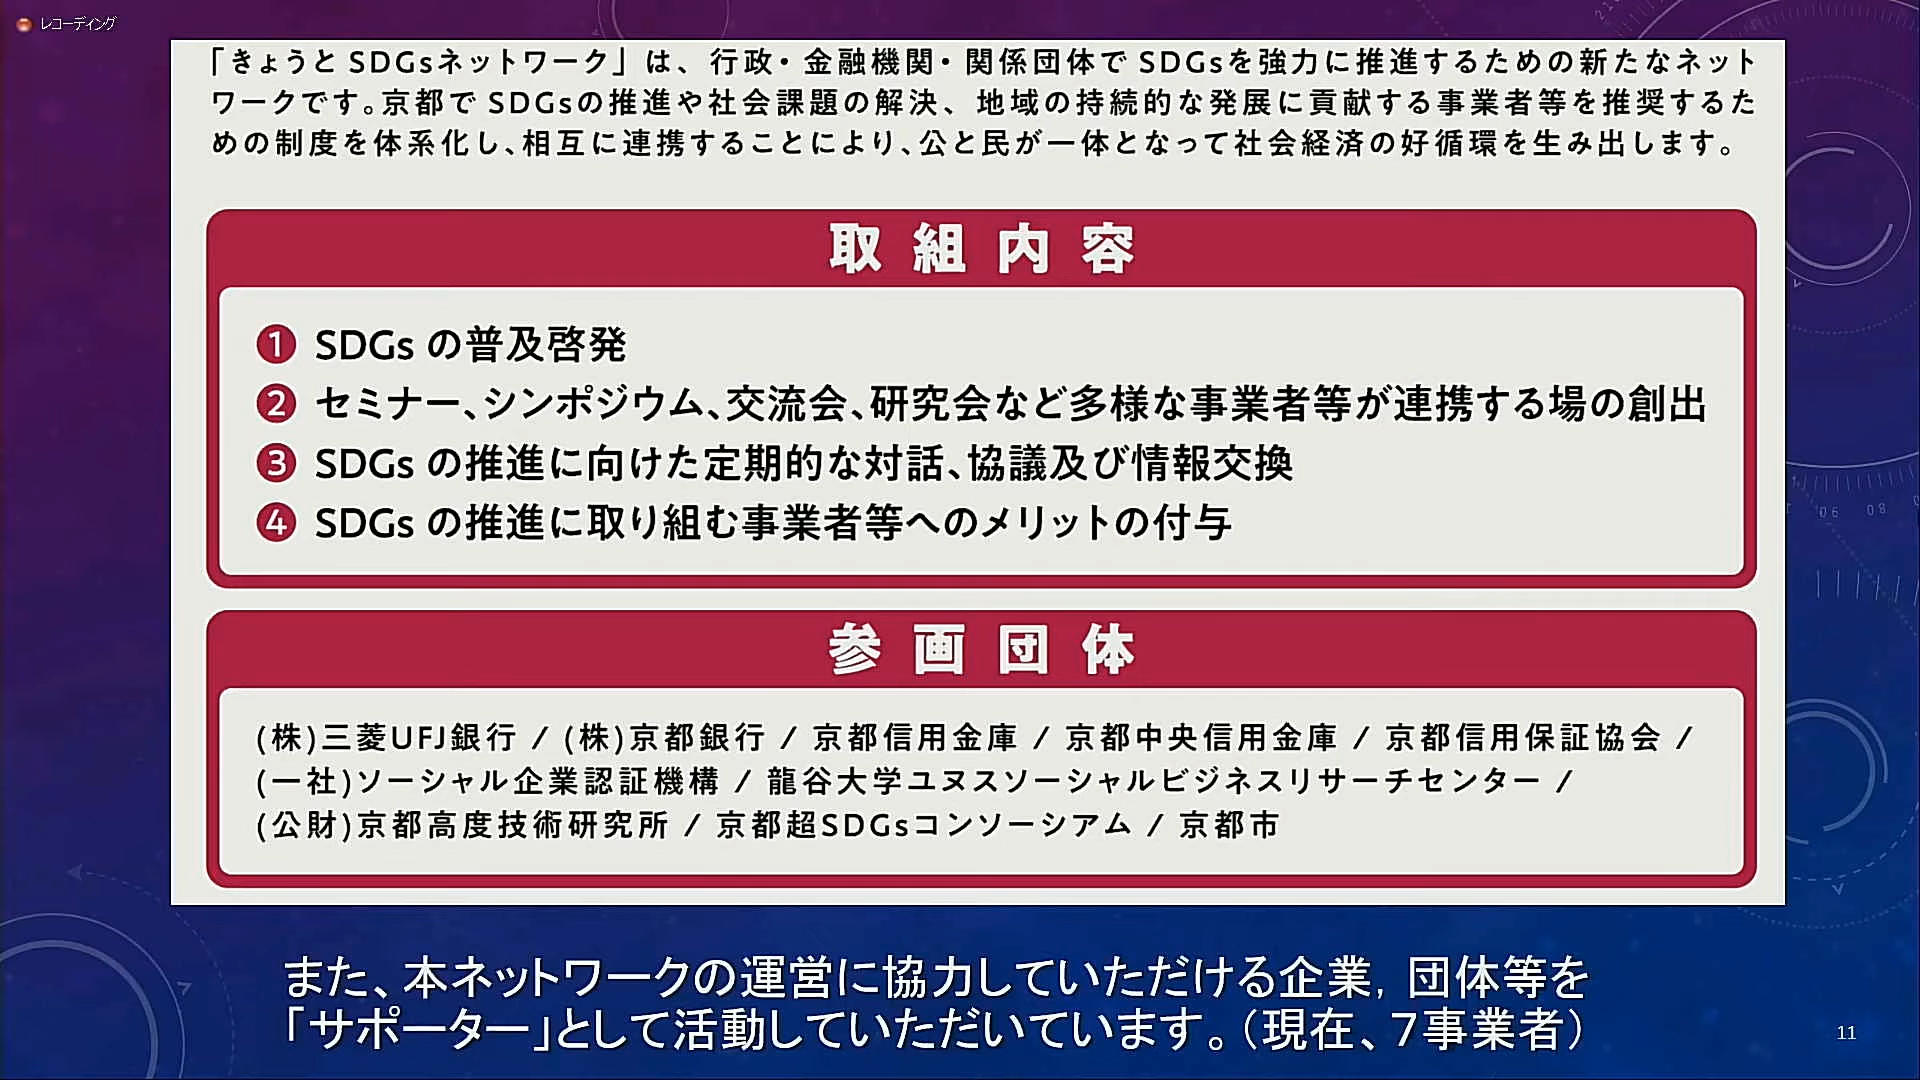 レコーディング
「きょうと SDGsネットワーク」は、行政・金融機関・関係団体で SDGsを強力に推進するための新たなネット
ワークです。京都で SDGsの推進や社会課題の解決、地域の持続的な発展に貢献する事業者等を推奨するた
めの制度を体系化し、相互に連携することにより、公と民が一体となって社会経済の好循環を生み出します。
取組内容
1 SDGs の普及啓発
2 セミナー、シンポジウム、交流会、研究会など多様な事業者等が連携する場の創出
3 SDGs の推進に向けた定期的な対話、協議及び情報交換
4 SDGs の推進に取り組む事業者等へのメリットの付与
参画団体
(株)三菱UFJ銀行 / (株)京都銀行 / 京都信用金庫 / 京都中央信用金庫 / 京都信用保証協会 /
(一社)ソーシャル企業認証機構 / 龍谷大学ユヌスソーシャルビジネスリサーチセンター /
(公財)京都高度技術研究所 / 京都超SDGsコンソーシアム / 京都市
また、本ネットワークの運営に協力していただける企業，団体等を
「サポーター」として活動していただいています。（現在、７事業者）
11